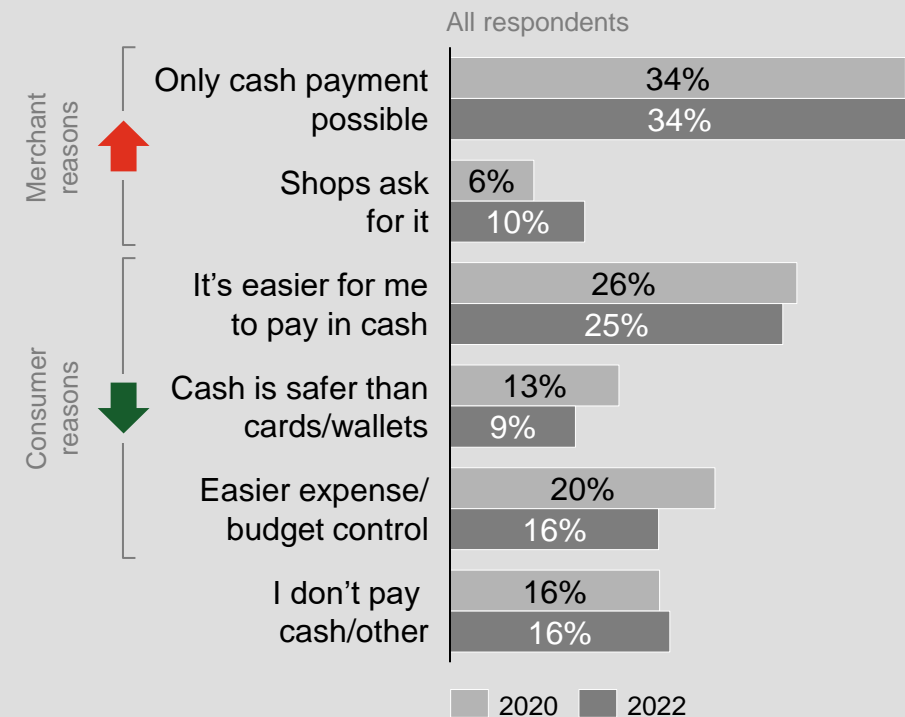 All respondents
Merchant
reasons
Only cash payment
possible
34%
34%
Shops ask
for it
6%
10%
Consumer
reasons
It’s easier for me
to pay in cash
26%
25%
Cash is safer than
cards/wallets
13%
9%
Easier expense/
budget control
20%
16%
I don’t pay
cash/other
16%
16%
2020 2022